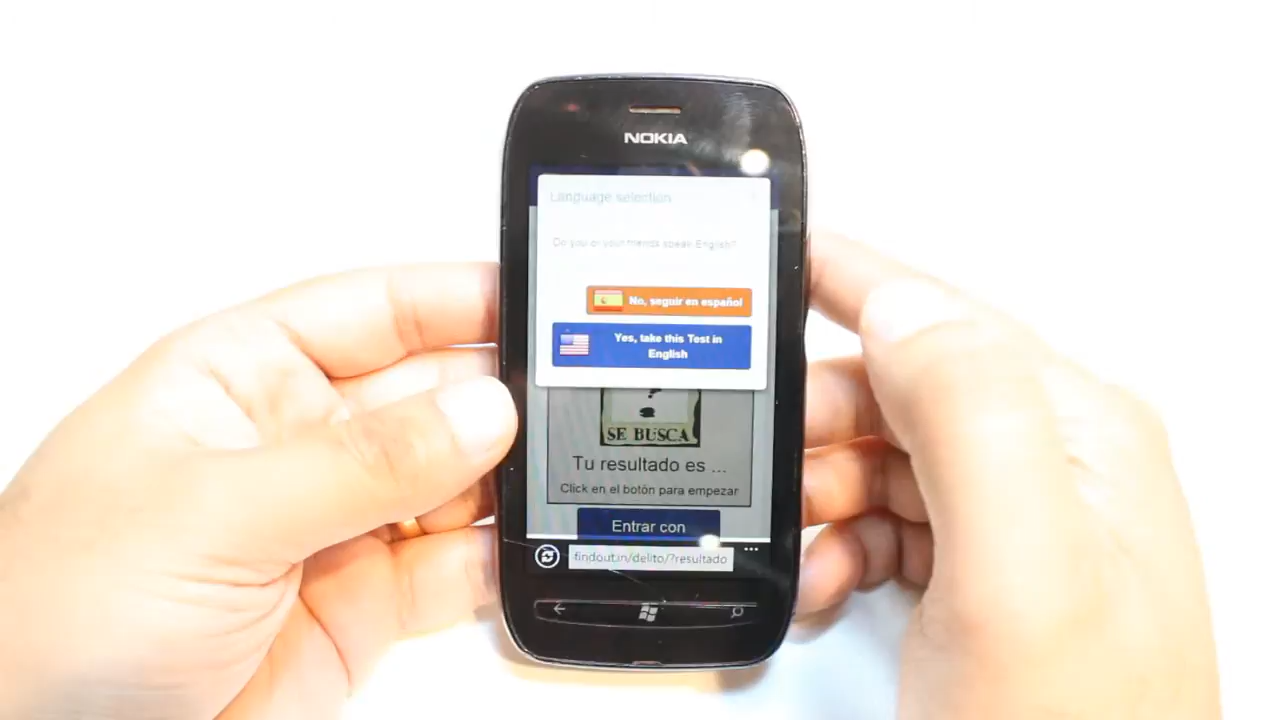 NOKIA
Language selection
Do you or your friends speak English?
No, seguir en español
Yes, take this Test in
English
?
SE BUSCA
Tu resultado es ...
Click en el botón para empezar
Entrar con
findout.in/delito/?resultado